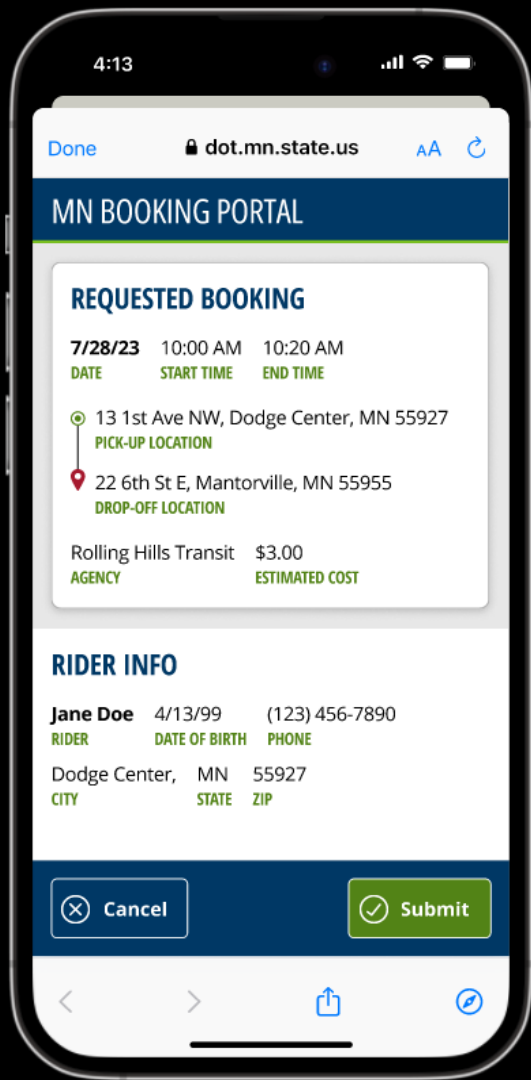 4:13
Done dot.mn.state.us AA
MN BOOKING PORTAL
REQUESTED BOOKING
7/28/23 10:00 AM 10:20 AM
DATE START TIME END TIME
13 1st Ave NW, Dodge Center, MN 55927
PICK-UP LOCATION
22 6th St E, Mantorville, MN 55955
DROP-OFF LOCATION
Rolling Hills Transit $3.00
AGENCY ESTIMATED COST
RIDER INFO
Jane Doe 4/13/99 (123) 456-7890
RIDER DATE OF BIRTH PHONE
Dodge Center, MN 55927
CITY STATE ZIP
Cancel Submit